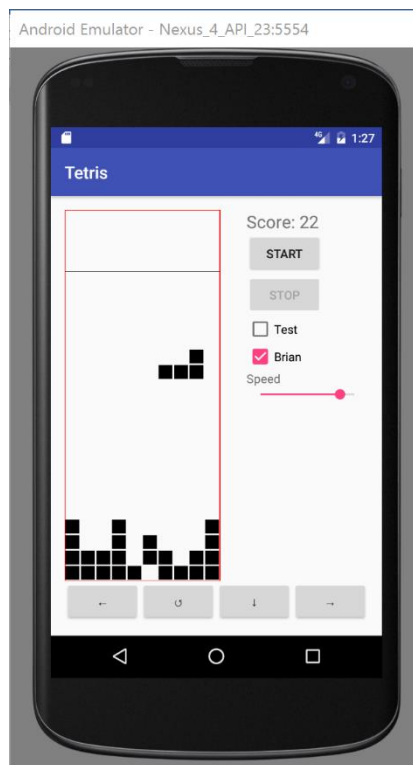 Android Emulator - Nexus_4_API_23:5554
4G 1:27
Tetris
Score: 22
START
STOP
Test
Brian
Speed
← ↺ ↓ →